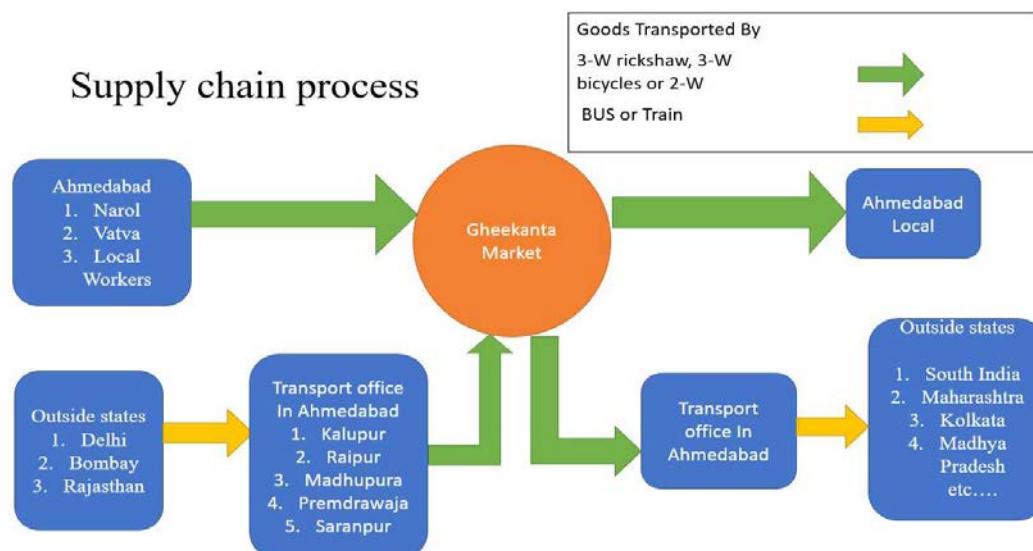 Supply chain process
Goods Transported By
3-W rickshaw, 3-W
bicycles or 2-W
BUS or Train
Ahmedabad
1. Narol
2. Vatva
3. Local
Workers
Gheekanta
Market
Ahmedabad
Local
Outside states
1. Delhi
2. Bombay
3. Rajasthan
Transport office
In Ahmedabad
1. Kalupur
2. Raipur
3. Madhupura
4. Premdrawaja
5. Saranpur
Transport
office In
Ahmedabad
Outside states
1. South India
2. Maharashtra
3. Kolkata
4. Madhya
Pradesh
etc....